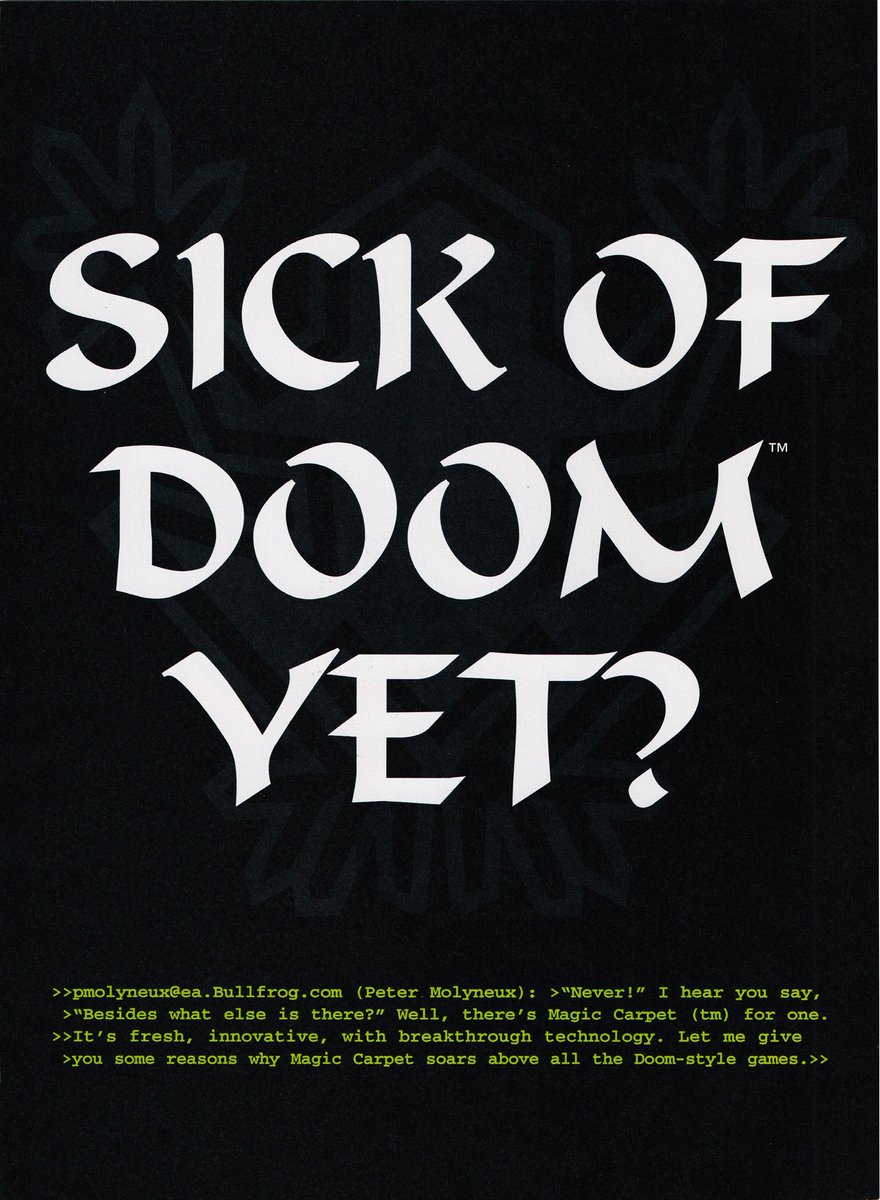 SICK OF
DOOM™
YET?
>>pmolyneux@ea.Bullfrog.com (Peter Molyneux): >“Never!” I hear you say,
>“Besides what else is there?” Well, there’s Magic Carpet (tm) for one.
>>It’s fresh, innovative, with breakthrough technology. Let me give
>you some reasons why Magic Carpet soars above all the Doom-style games.>>